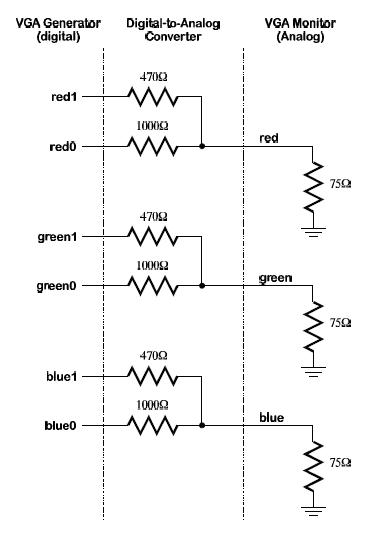 VGA Generator (digital)
Digital-to-Analog Converter
VGA Monitor (Analog)
470Ω
red1
1000Ω
red0
red
75Ω
470Ω
green1
1000Ω
green0
green
75Ω
470Ω
blue1
1000Ω
blue0
blue
75Ω